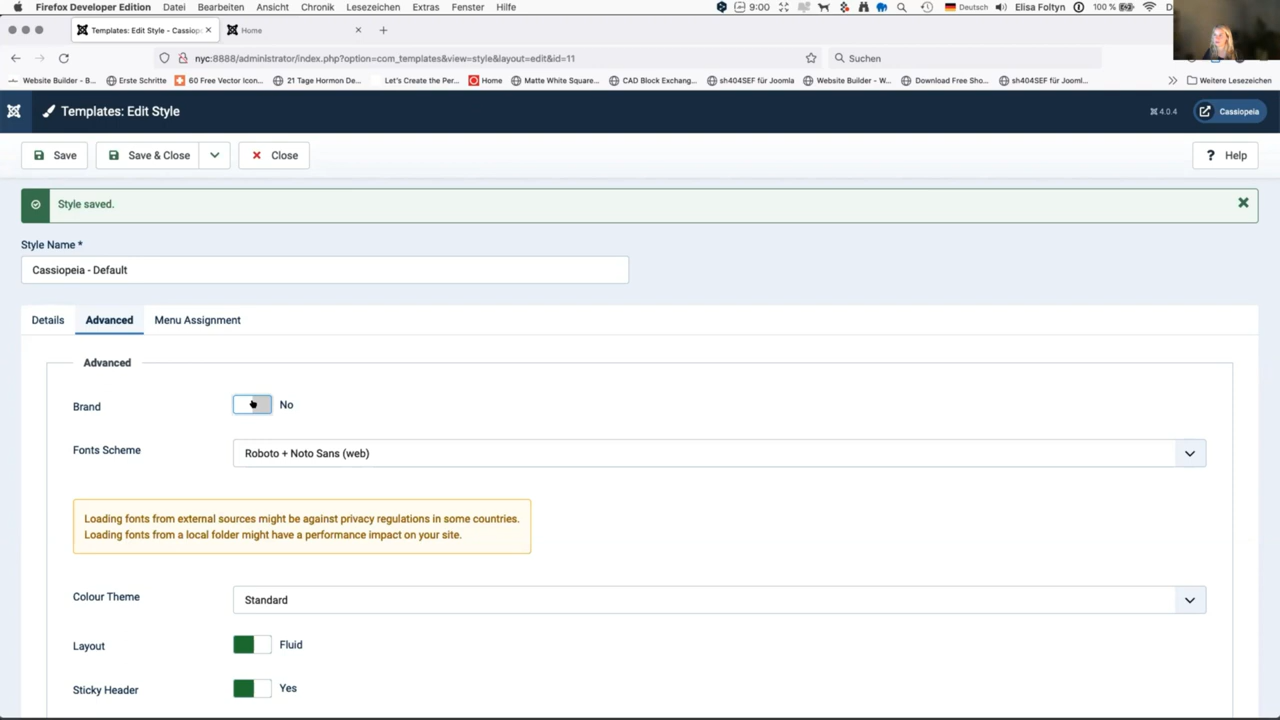 Firefox Developer Edition Datei Bearbeiten Ansicht Chronik Lesezeichen Extras Fenster Hilfe 9:00 Deutsch Elisa Foltyn 100 %
Templates: Edit Style - Cassiop Home
nyc:8888/administrator/index.php?option=com_templates&view=style&layout=edit&id=11 Suchen
Website Builder - B... Erste Schritte 60 Free Vector Icon... 21 Tage Hormon De... Let's Create the Per... Home Matte White Square... CAD Block Exchang... sh404SEF für Joomla Website Builder - W... Download Free Sho... sh404SEF für Jooml... Weitere Lesezeichen
Templates: Edit Style 4.0.4 Cassiopeia
Save Save & Close Close ? Help
Style saved.
Style Name *
Cassiopeia - Default
Details Advanced Menu Assignment
Advanced
Brand No
Fonts Scheme Roboto + Noto Sans (web)
Loading fonts from external sources might be against privacy regulations in some countries.
Loading fonts from a local folder might have a performance impact on your site.
Colour Theme Standard
Layout Fluid
Sticky Header Yes